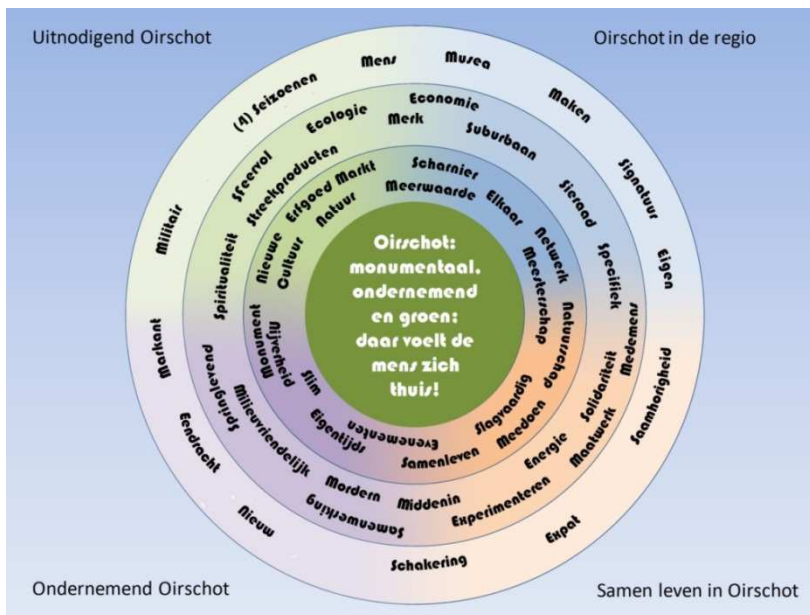 Uitnodigend Oirschot
Oirschot in de regio
Mens
Musea
Maken
Signatuur
Eigen
Saamhorigheid
Expat
Schakering
Nieuw
Eendracht
Markant
Militair
(4) Seizoenen
Ecologie
Economie
Merk
Suburbaan
Sieraad
Specifiek
Medemens
Solidariteit
Maatwerk
Energie
Experimenteren
Middenin
Mordern
Samenwerking
Milieuvriendelijk
Springlevend
Spiritualiteit
Sfeervol
Streekproducten
Erfgoed
Markt
Natuur
Scharnier
Meerwaarde
Elkaar
Netwerk
Meesterschap
Natuurschap
Meedoen
Slagvaardig
Samenleven
Evenementen
Eigentijds
Slim
Nijverheid
Monument
Nieuwe
Cultuur
Oirschot:
monumentaal,
ondernemend
en groen:
daar voelt de
mens zich
thuis!
Ondernemend Oirschot
Samen leven in Oirschot